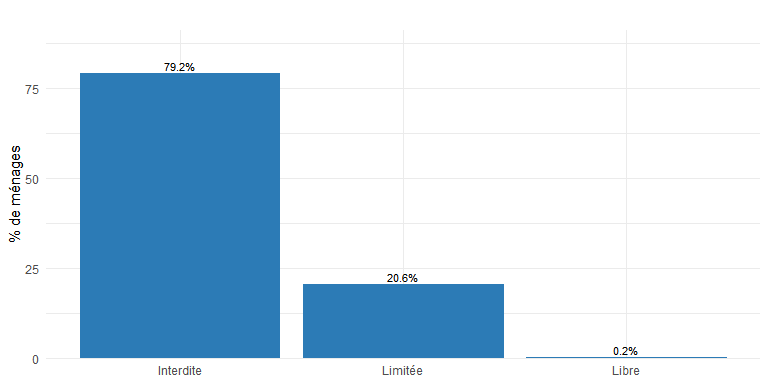 % de ménages
75
50
25
0
79.2%
20.6%
0.2%
Interdite
Limitée
Libre